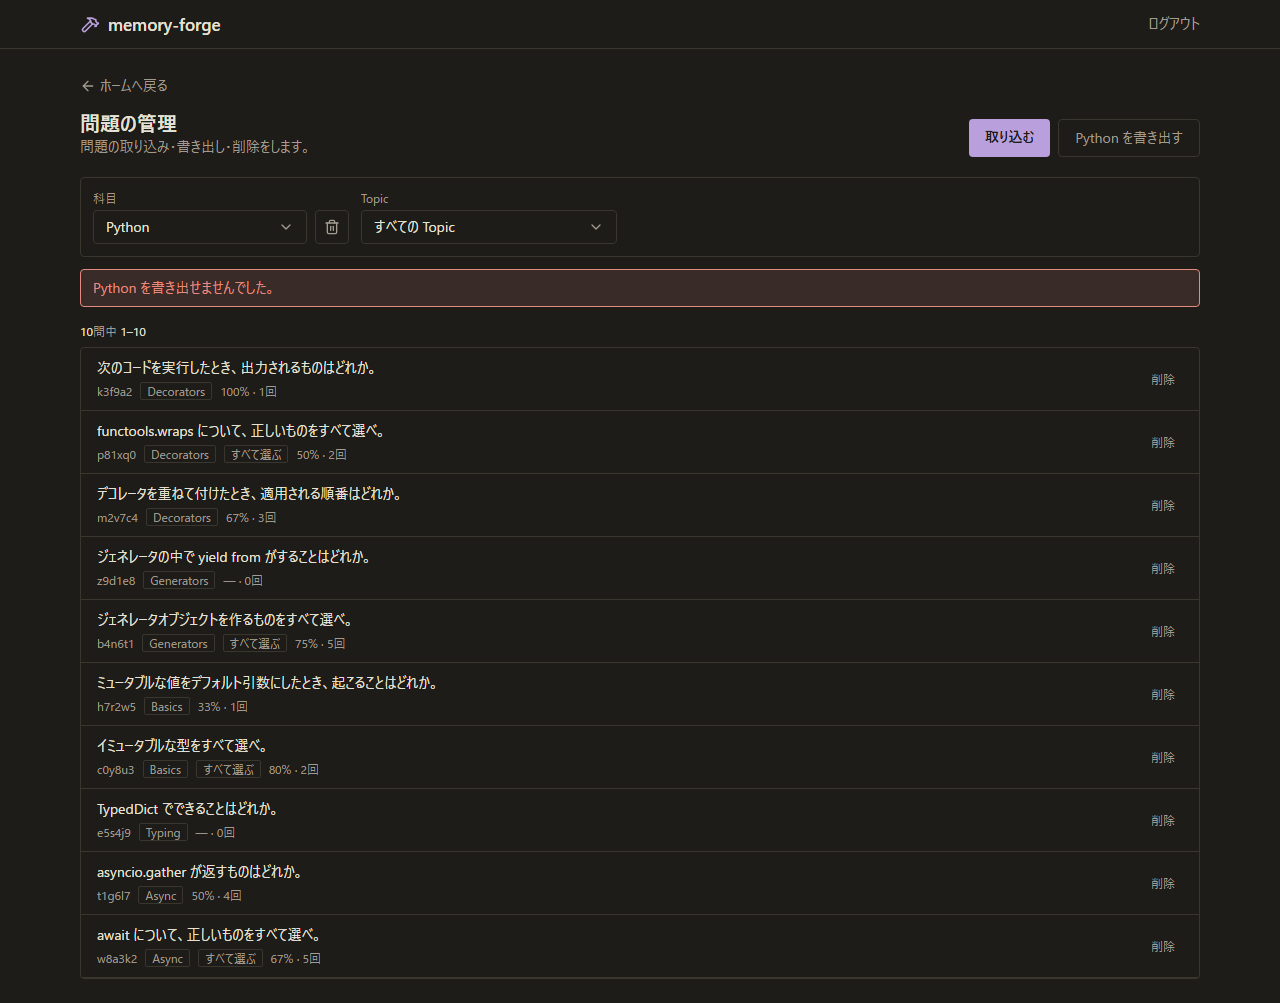 memory-forge
ログアウト
← ホームへ戻る
問題の管理
問題の取り込み・書き出し・削除をします。
取り込む
Python を書き出す
科目
Topic
Python
すべての Topic
Python を書き出せませんでした。
10問中 1–10
次のコードを実行したとき、出力されるものはどれか。
k3f9a2 Decorators 100% · 1回
削除
functools.wraps について、正しいものをすべて選べ。
p81xq0 Decorators すべて選ぶ 50% · 2回
削除
デコレータを重ねて付けたとき、適用される順番はどれか。
m2v7c4 Decorators 67% · 3回
削除
ジェネレータの中で yield from がすることはどれか。
z9d1e8 Generators — · 0回
削除
ジェネレータオブジェクトを作るものをすべて選べ。
b4n6t1 Generators すべて選ぶ 75% · 5回
削除
ミュータブルな値をデフォルト引数にしたとき、起こることはどれか。
h7r2w5 Basics 33% · 1回
削除
イミュータブルな型をすべて選べ。
c0y8u3 Basics すべて選ぶ 80% · 2回
削除
TypedDict でできることはどれか。
e5s4j9 Typing — · 0回
削除
asyncio.gather が返すものはどれか。
t1g6l7 Async 50% · 4回
削除
await について、正しいものをすべて選べ。
w8a3k2 Async すべて選ぶ 67% · 5回
削除